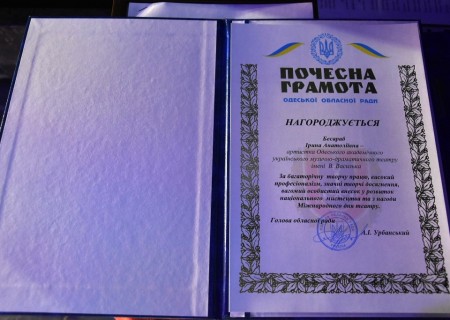 ПОЧЕСНА
ГРАМОТА
ОДЕСЬКОЇ ОБЛАСНОЇ РАДИ
НАГОРОДЖУЄТЬСЯ
Бесараб
Ірина Анатоліївна –
артистка Одеського академічного
українського музично-драматичного театру
імені В. Василька
За багаторічну творчу працю, високий
професіоналізм, значні творчі досягнення,
вагомий особистий внесок у розвиток
національного мистецтва та з нагоди
Міжнародного дня театру.
Голова обласної ради
А.І. Урбанський